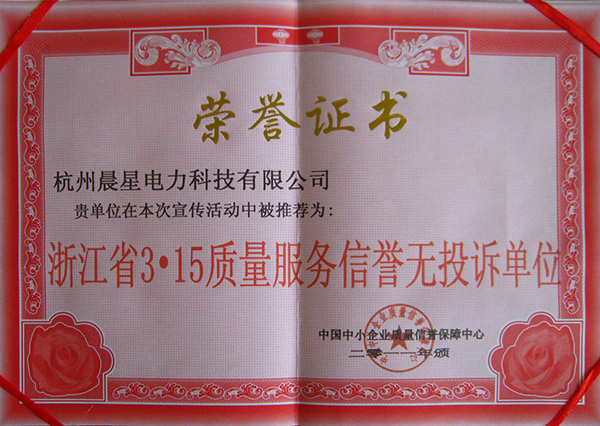 荣誉证书
杭州晨星电力科技有限公司
贵单位在本次宣传活动中被推荐为:
浙江省3·15质量服务信誉无投诉单位
中国中小企业质量信誉保障中心
二零一一年颁